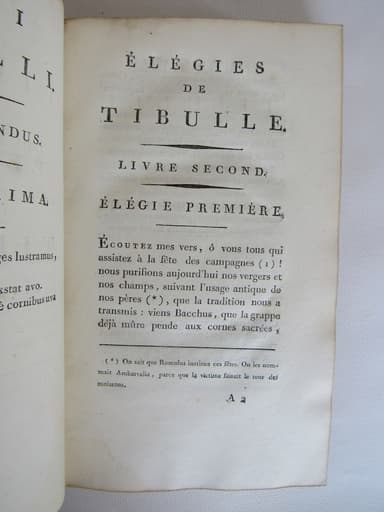 I
LLI.
NDUS.
IMA.
ges lustramus,
xstat avo.
è cornibus uva
ÉLÉGIES
DE
TIBULLE.
LIVRE SECOND.
ÉLÉGIE PREMIÈRE,
ÉCOUTEZ mes vers, ô vous tous qui
assistez à la fête des campagnes (1) !
nous purifions aujourd'hui nos vergers et
nos champs, suivant l'usage antique de
nos pères (*), que la tradition nous a
transmis : viens Bacchus, que la grappe
déjà mûre pende aux cornes sacrées,
(*) On sait que Romulus institua ces fêtes. On les nom-
mait Ambarvalia, parce que la victime faisait le tour des
moissons.
A 2